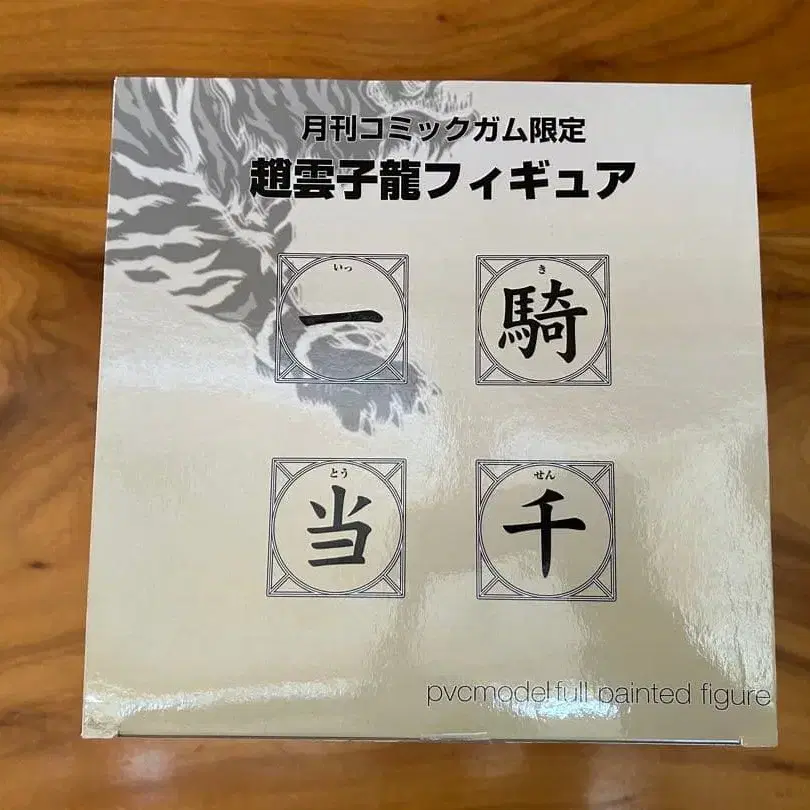 月刊コミックガム限定
趙雲子龍フィギュア
いっ
一
き
騎
とう
当
せん
千
pvcmodel full painted figure